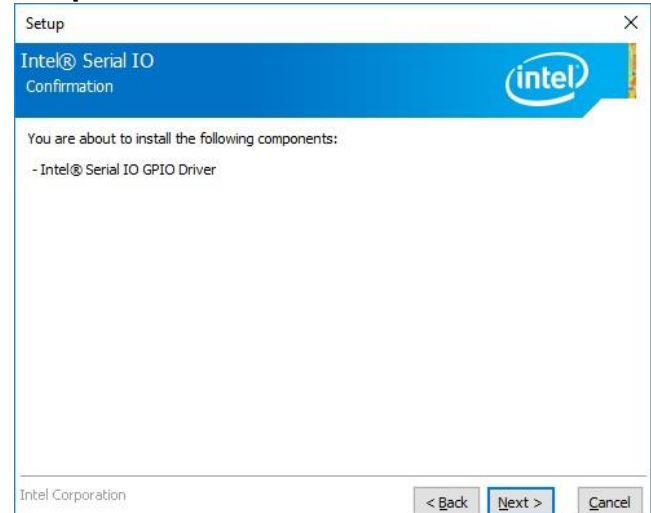 Setup
Intel® Serial IO
Confirmation
intel
You are about to install the following components:
- Intel® Serial IO GPIO Driver
Intel Corporation
< Back
Next >
Cancel